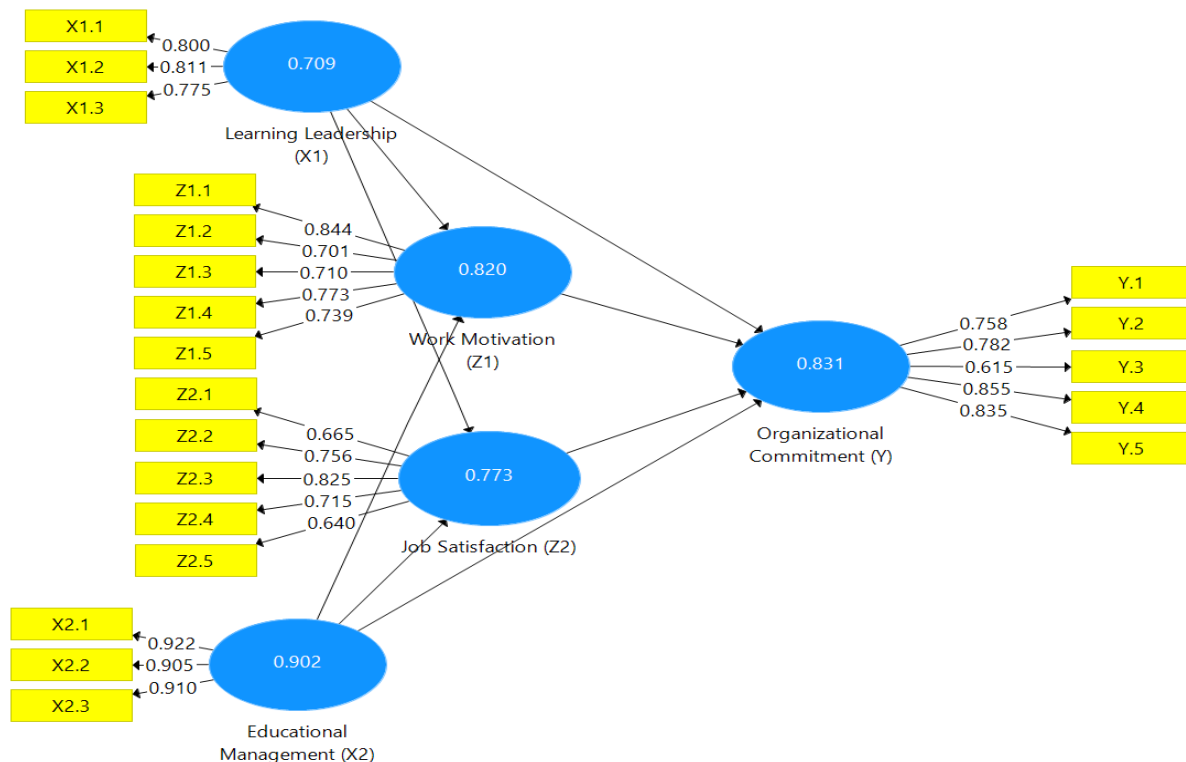 X1.1
X1.2
X1.3
0.800
0.811
0.775
0.709
Learning Leadership
(X1)
Z1.1
Z1.2
Z1.3
Z1.4
Z1.5
0.844
0.701
0.710
0.773
0.739
0.820
Work Motivation
(Z1)
Z2.1
Z2.2
Z2.3
Z2.4
Z2.5
0.665
0.756
0.825
0.715
0.640
0.773
Job Satisfaction (Z2)
X2.1
X2.2
X2.3
0.922
0.905
0.910
0.902
Educational
Management (X2)
0.831
Organizational
Commitment (Y)
0.758
0.782
0.615
0.855
0.835
Y.1
Y.2
Y.3
Y.4
Y.5